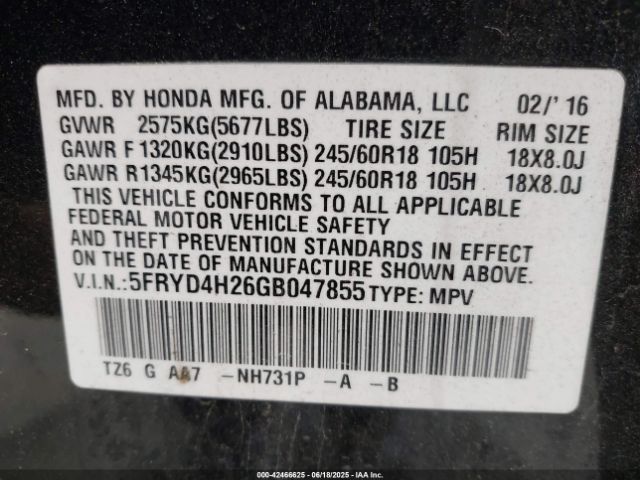 MFD. BY HONDA MFG. OF ALABAMA, LLC 02/'16
GVWR 2575KG(5677LBS) TIRE SIZE RIM SIZE
GAWR F 1320KG(2910LBS) 245/60R18 105H 18X8.0J
GAWR R 1345KG(2965LBS) 245/60R18 105H 18X8.0J
THIS VEHICLE CONFORMS TO ALL APPLICABLE
FEDERAL MOTOR VEHICLE SAFETY
AND THEFT PREVENTION STANDARDS IN EFFECT
ON THE DATE OF MANUFACTURE SHOWN ABOVE.
V.I.N.:5FRYD4H26GB047855 TYPE: MPV
TZ6 G AA7 -NH731P -A -B
000-42466625 - 06/18/2025 - IAAI.COM